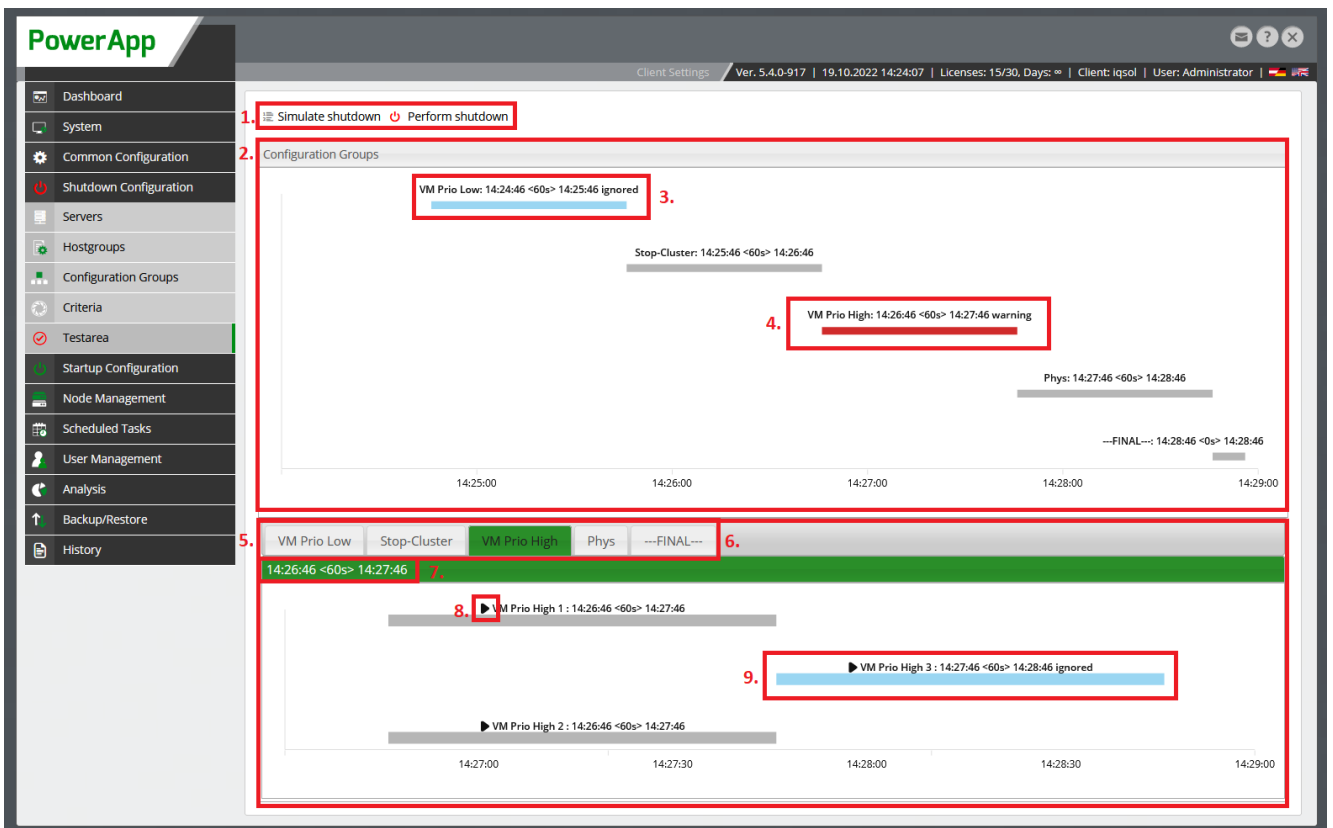 PowerApp
Client Settings Ver. 5.4.0-917 | 19.10.2022 14:24:07 | Licenses: 15/30, Days: ∞ | Client: iqsol | User: Administrator |
Dashboard
System
Common Configuration
Shutdown Configuration
Servers
Hostgroups
Configuration Groups
Criteria
Testarea
Startup Configuration
Node Management
Scheduled Tasks
User Management
Analysis
Backup/Restore
History
1. Simulate shutdown Perform shutdown
2. Configuration Groups
VM Prio Low: 14:24:46 <60s> 14:25:46 ignored 3.
Stop-Cluster: 14:25:46 <60s> 14:26:46
4. VM Prio High: 14:26:46 <60s> 14:27:46 warning
Phys: 14:27:46 <60s> 14:28:46
---FINAL---: 14:28:46 <0s> 14:28:46
14:25:00 14:26:00 14:27:00 14:28:00 14:29:00
5. VM Prio Low Stop-Cluster VM Prio High Phys ---FINAL--- 6.
14:26:46 <60s> 14:27:46 7.
8. VM Prio High 1 : 14:26:46 <60s> 14:27:46
9. VM Prio High 3 : 14:27:46 <60s> 14:28:46 ignored
VM Prio High 2 : 14:26:46 <60s> 14:27:46
14:27:00 14:27:30 14:28:00 14:28:30 14:29:00